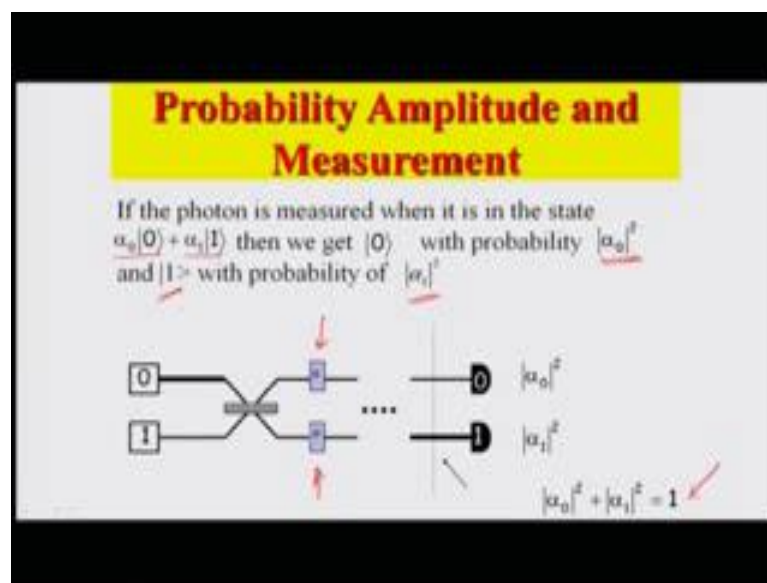 Probability Amplitude and
Measurement
If the photon is measured when it is in the state
α₀|0⟩ + α₁|1⟩ then we get |0⟩ with probability |α₀|²
and |1> with probability of |α₁|²
0
0 |α₀|²
1
1 |α₁|²
|α₀|² + |α₁|² = 1